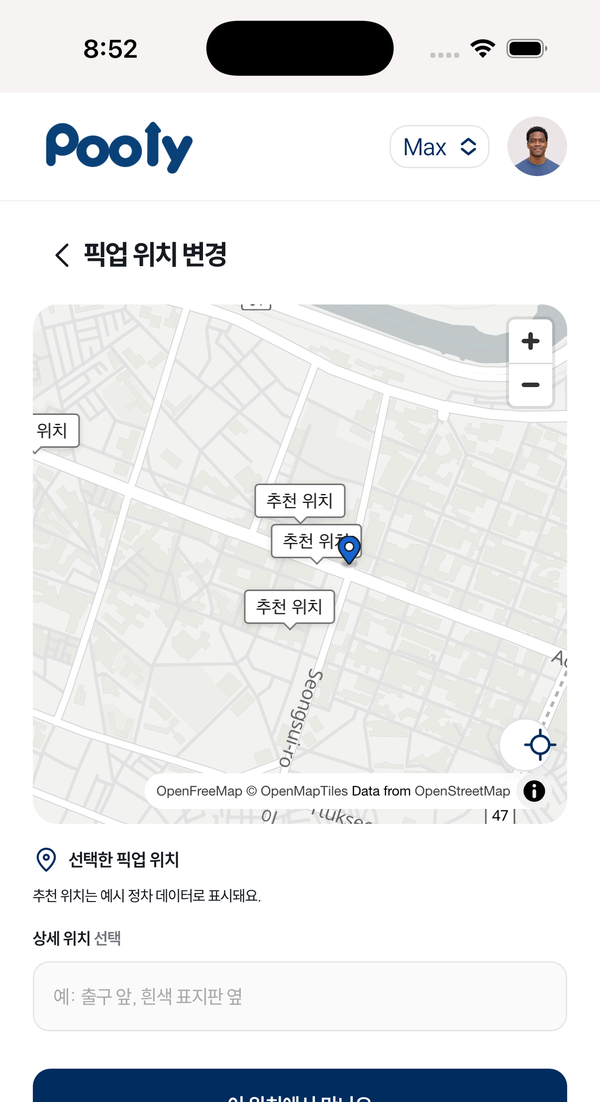 8:52
Pooly
Max
픽업 위치 변경
위치
추천 위치
추천 위치
추천 위치
Seongsui-ro
OpenFreeMap © OpenMapTiles Data from OpenStreetMap
47
선택한 픽업 위치
추천 위치는 예시 정차 데이터로 표시돼요.
상세 위치 선택
예: 출구 앞, 흰색 표지판 옆